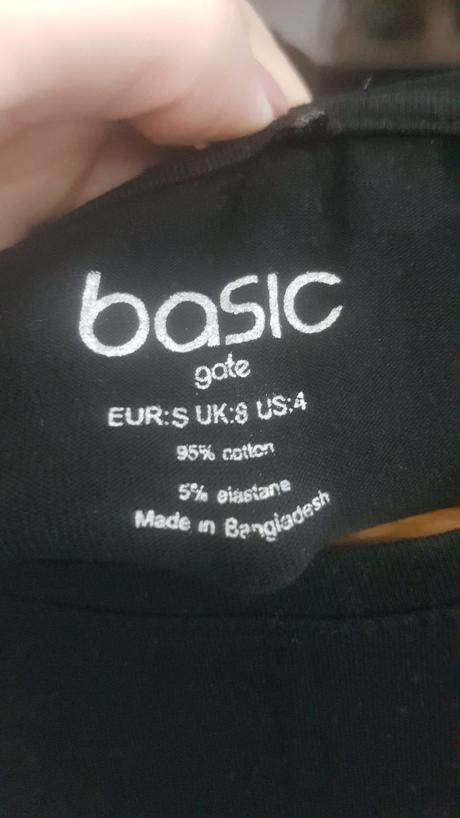 basic
gate
EUR:S UK:8 US:4
95% cotton
5% elastane
Made in Bangladesh